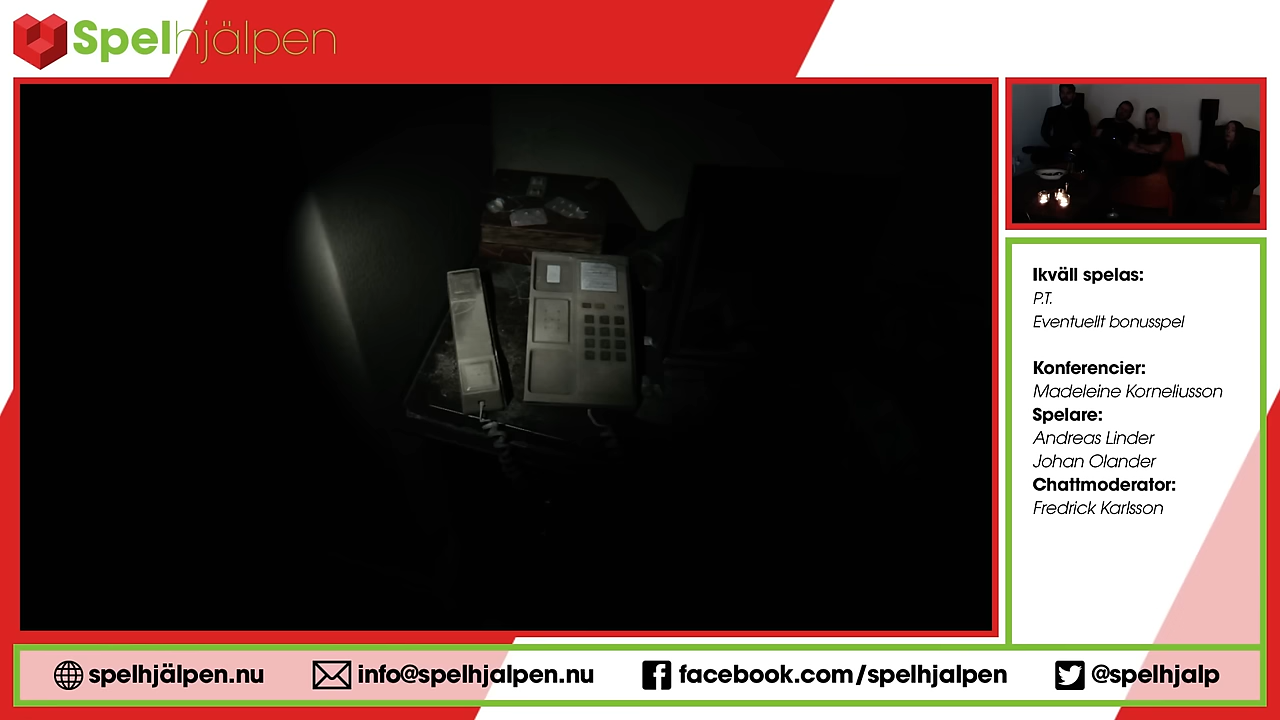 Spelhjälpen
Ikväll spelas:
P.T.
Eventuellt bonusspel
Konferencier:
Madeleine Korneliusson
Spelare:
Andreas Linder
Johan Olander
Chattmoderator:
Fredrick Karlsson
spelhjälpen.nu
info@spelhjalpen.nu
facebook.com/spelhjalpen
@spelhjalp